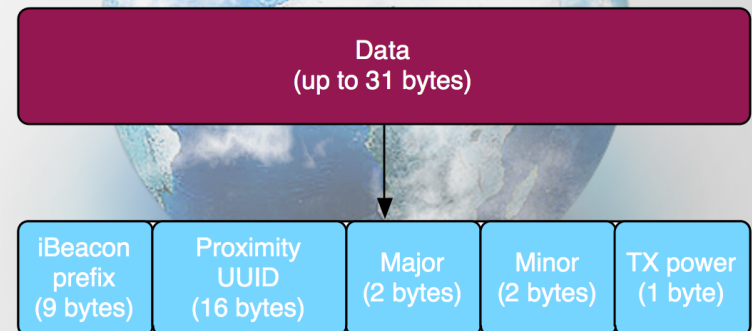 Data
(up to 31 bytes)
iBeacon
prefix
(9 bytes)
Proximity
UUID
(16 bytes)
Major
(2 bytes)
Minor
(2 bytes)
TX power
(1 byte)